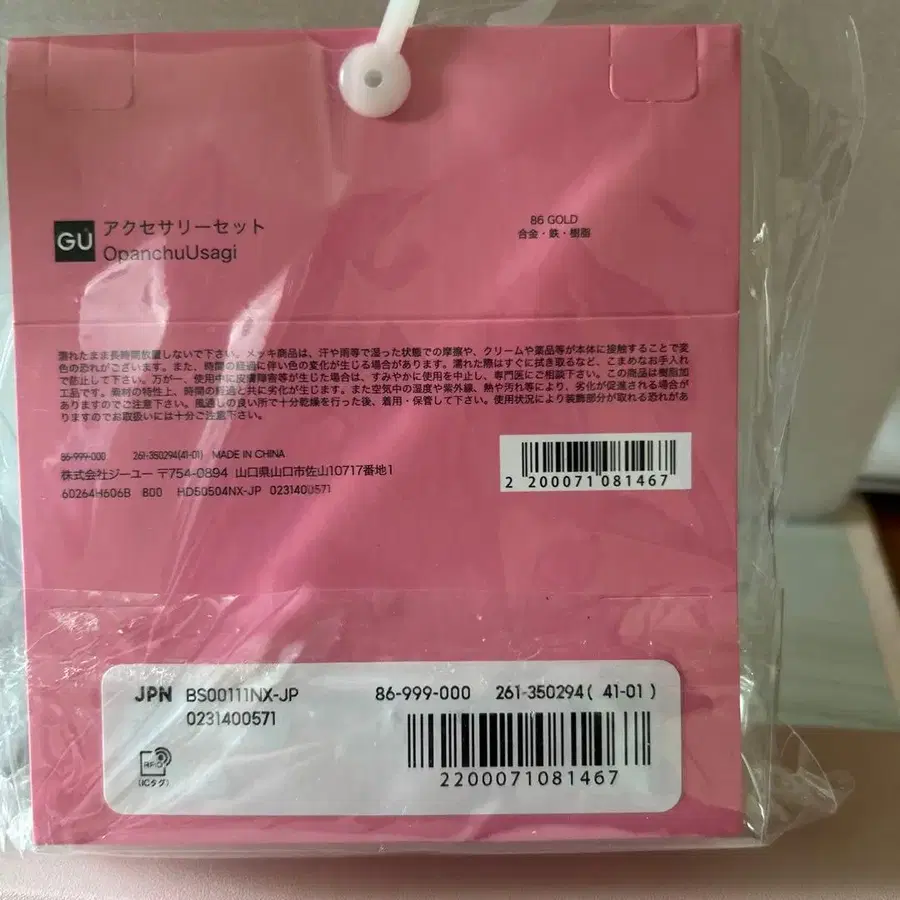 GU
アクセサリーセット
OpanchuUsagi
86 GOLD
合金・鉄・樹脂
濡れたまま長時間放置しないで下さい。メッキ商品は、汗や雨等で湿った状態での摩擦や、クリームや薬品等が本体に接触することで変
色の恐れがございます。また、時間の経過に伴い色の変化が生じる場合があります。濡れた際はすぐに拭き取るなど、こまめなお手入れ
で防止して下さい。万が一、使用中に皮膚障害等が生じた場合は、すみやかに使用を中止し、専門医にご相談下さい。この商品は樹脂加
工品です。素材の特性上、時間の経過と共に劣化が生じます。また空気中の湿度や紫外線、熱や汚れ等により、劣化が促進される場合が
ありますのでご注意下さい。風通しの良い所で十分乾燥を行った後、着用・保管して下さい。使用状況により装飾部分が取れる恐れがあ
りますのでお取扱いには十分ご注意下さい。
86-999-000 261-350294(41-01) MADE IN CHINA
株式会社ジーユー 〒754-0894 山口県山口市佐山10717番地1
60264H606B B00 HD50504NX-JP 0231400571
2 200071 081467
JPN BS00111NX-JP 86-999-000 261-350294( 41-01 )
0231400571
RFID
(ICタグ)
2200071081467